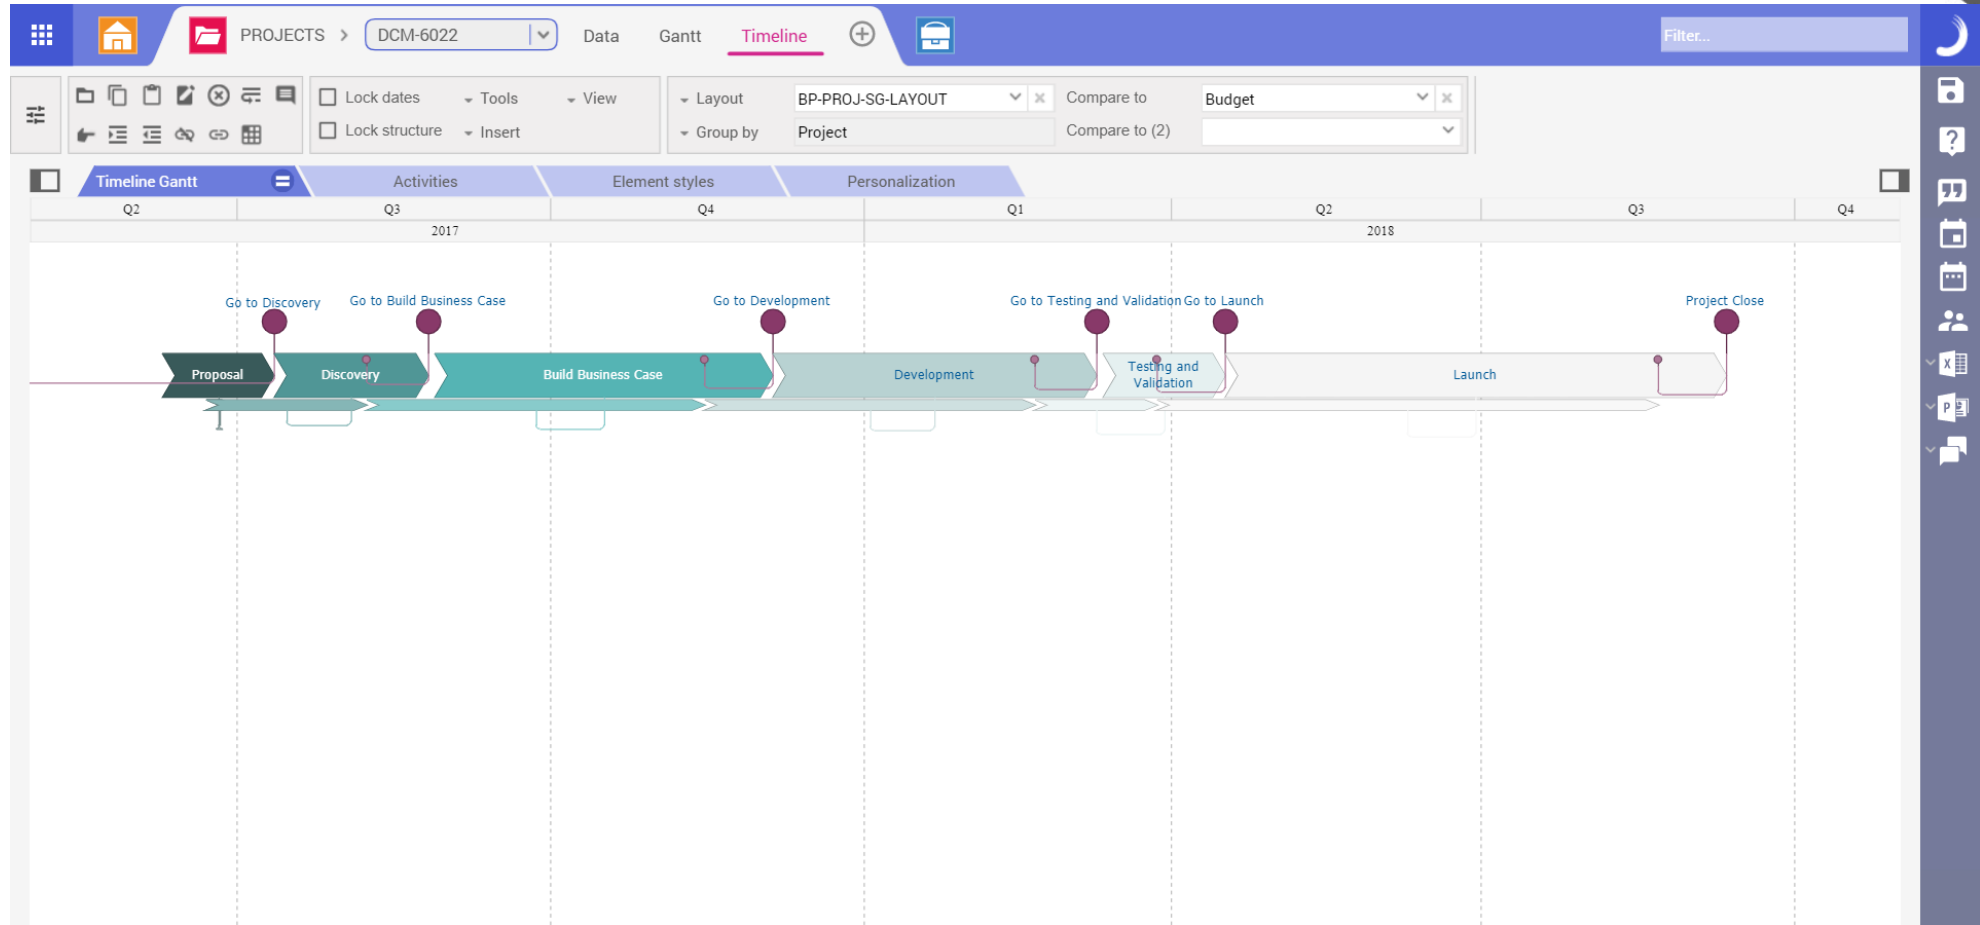 PROJECTS > DCM-6022 Data Gantt Timeline Filter...
Lock dates Tools View Layout BP-PROJ-SG-LAYOUT Compare to Budget
Lock structure Insert Group by Project Compare to (2)
Timeline Gantt Activities Element styles Personalization
Q2 Q3 Q4 Q1 Q2 Q3 Q4
2017 2018
Go to Discovery Go to Build Business Case Go to Development Go to Testing and Validation Go to Launch Project Close
Proposal Discovery Build Business Case Development Testing and
Validation
Launch